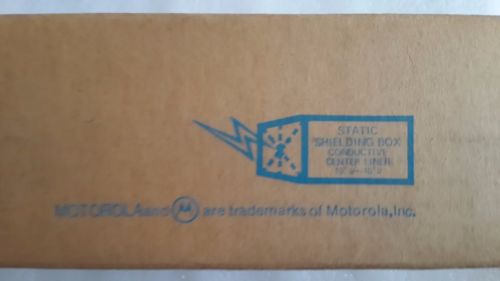 STATIC
SHIELDING BOX
CONDUCTIVE
CENTER LINER
MOTOROLA and M are trademarks of Motorola, Inc.